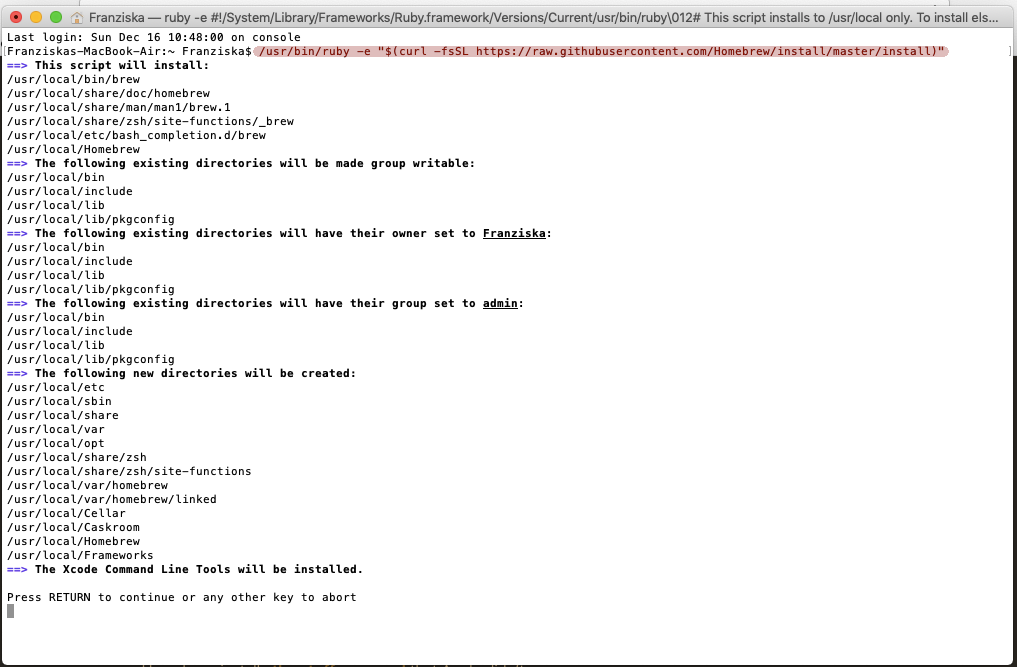 Franziska — ruby -e #!/System/Library/Frameworks/Ruby.framework/Versions/Current/usr/bin/ruby\012# This script installs to /usr/local only. To install els...
Last login: Sun Dec 16 10:48:00 on console
[Franziskas-MacBook-Air:~ Franziska$ /usr/bin/ruby -e "$(curl -fsSL https://raw.githubusercontent.com/Homebrew/install/master/install)" ]
==> This script will install:
/usr/local/bin/brew
/usr/local/share/doc/homebrew
/usr/local/share/man/man1/brew.1
/usr/local/share/zsh/site-functions/_brew
/usr/local/etc/bash_completion.d/brew
/usr/local/Homebrew
==> The following existing directories will be made group writable:
/usr/local/bin
/usr/local/include
/usr/local/lib
/usr/local/lib/pkgconfig
==> The following existing directories will have their owner set to Franziska:
/usr/local/bin
/usr/local/include
/usr/local/lib
/usr/local/lib/pkgconfig
==> The following existing directories will have their group set to admin:
/usr/local/bin
/usr/local/include
/usr/local/lib
/usr/local/lib/pkgconfig
==> The following new directories will be created:
/usr/local/etc
/usr/local/sbin
/usr/local/share
/usr/local/var
/usr/local/opt
/usr/local/share/zsh
/usr/local/share/zsh/site-functions
/usr/local/var/homebrew
/usr/local/var/homebrew/linked
/usr/local/Cellar
/usr/local/Caskroom
/usr/local/Homebrew
/usr/local/Frameworks
==> The Xcode Command Line Tools will be installed.
Press RETURN to continue or any other key to abort